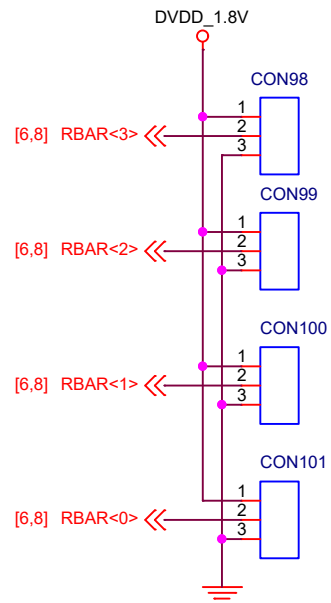 DVDD_1.8V
CON98
1
[6,8] RBAR<3>
2
3
CON99
1
[6,8] RBAR<2>
2
3
CON100
1
[6,8] RBAR<1>
2
3
CON101
1
[6,8] RBAR<0>
2
3